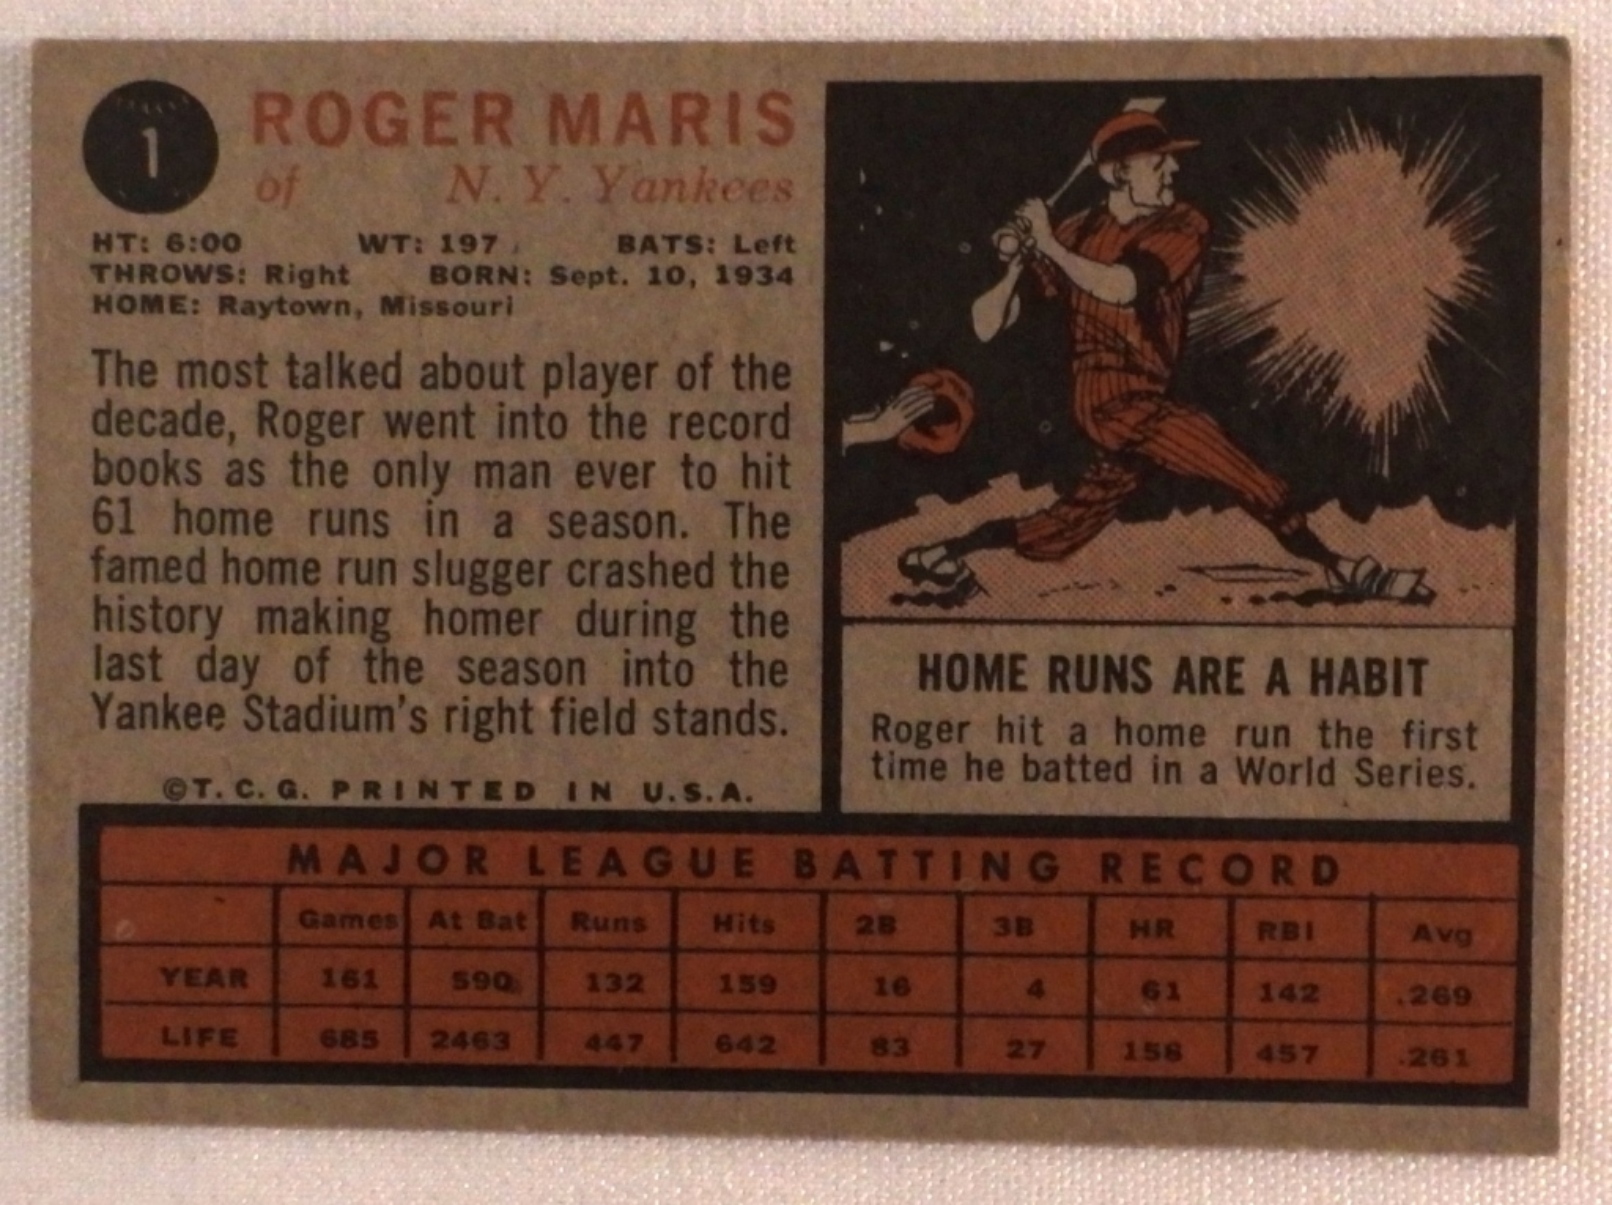 1
ROGER MARIS
of N. Y. Yankees
HT: 6:00 WT: 197 BATS: Left
THROWS: Right BORN: Sept. 10, 1934
HOME: Raytown, Missouri
The most talked about player of the
decade, Roger went into the record
books as the only man ever to hit
61 home runs in a season. The
famed home run slugger crashed the
history making homer during the
last day of the season into the
Yankee Stadium's right field stands.
©T. C. G. PRINTED IN U.S.A.
HOME RUNS ARE A HABIT
Roger hit a home run the first
time he batted in a World Series.
MAJOR LEAGUE BATTING RECORD
Games At Bat Runs Hits 2B 3B HR RBI Avg
YEAR 161 590 132 159 16 4 61 142 .269
LIFE 685 2463 447 642 83 27 158 457 .261